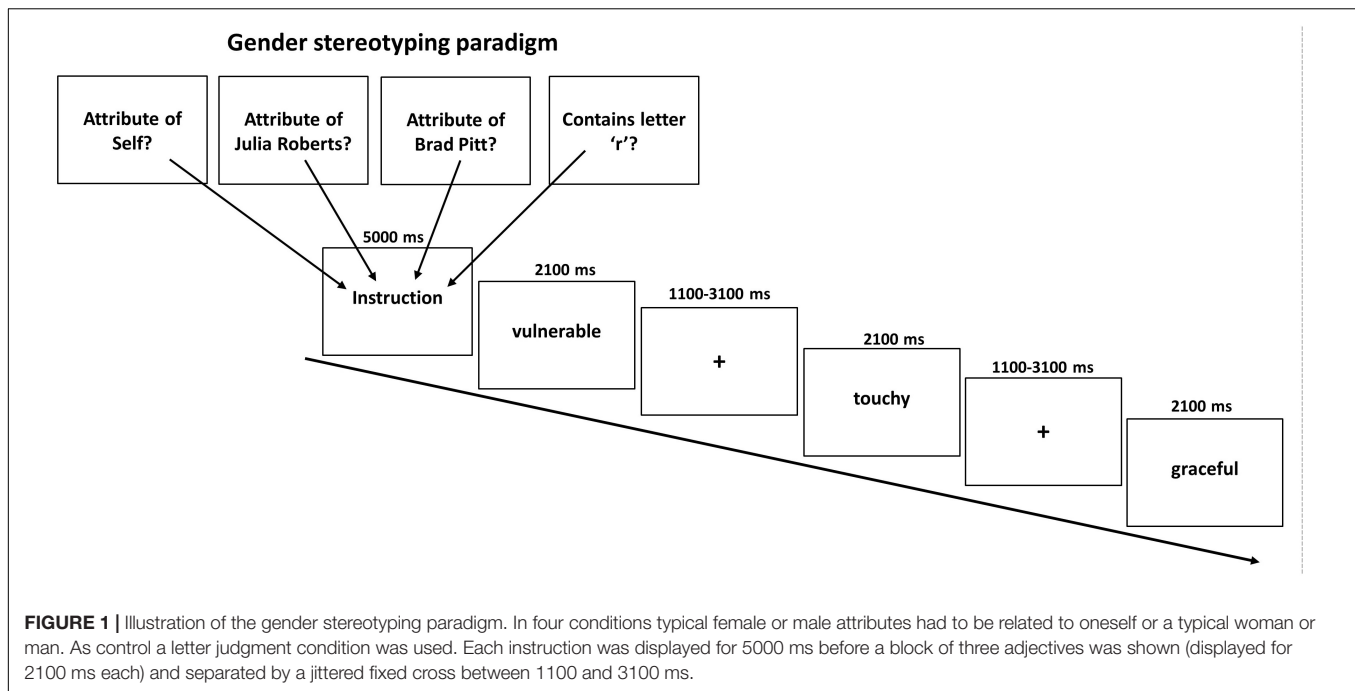 Gender stereotyping paradigm
Attribute of
Self?
Attribute of
Julia Roberts?
Attribute of
Brad Pitt?
Contains letter
‘r’?
5000 ms
Instruction
2100 ms
vulnerable
1100-3100 ms
+
2100 ms
touchy
1100-3100 ms
+
2100 ms
graceful
FIGURE 1 | Illustration of the gender stereotyping paradigm. In four conditions typical female or male attributes had to be related to oneself or a typical woman or
man. As control a letter judgment condition was used. Each instruction was displayed for 5000 ms before a block of three adjectives was shown (displayed for
2100 ms each) and separated by a jittered fixed cross between 1100 and 3100 ms.